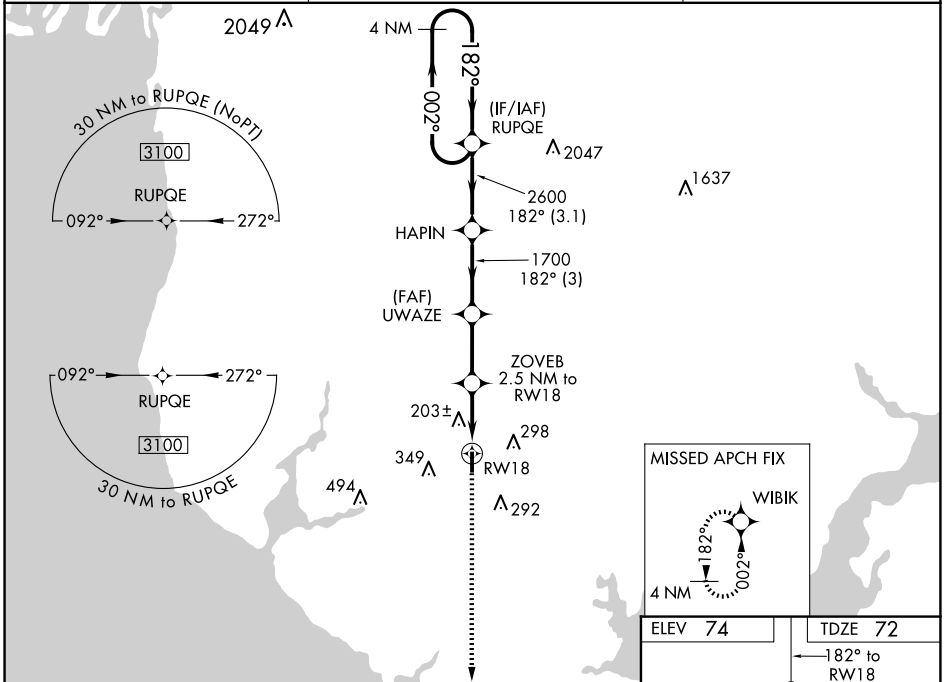 2049
4 NM
182°
002°
30 NM to RUPQE (NoPT)
3100
RUPQE
092°
272°
(IF/IAF)
RUPQE
2047
1637
2600
182° (3.1)
HAPIN
1700
182° (3)
(FAF)
UWAZE
ZOVEB
2.5 NM to
RW18
092°
272°
RUPQE
3100
30 NM to RUPQE
203±
298
349
RW18
494
292
MISSED APCH FIX
WIBIK
182°
002°
4 NM
ELEV 74
TDZE 72
182° to
RW18